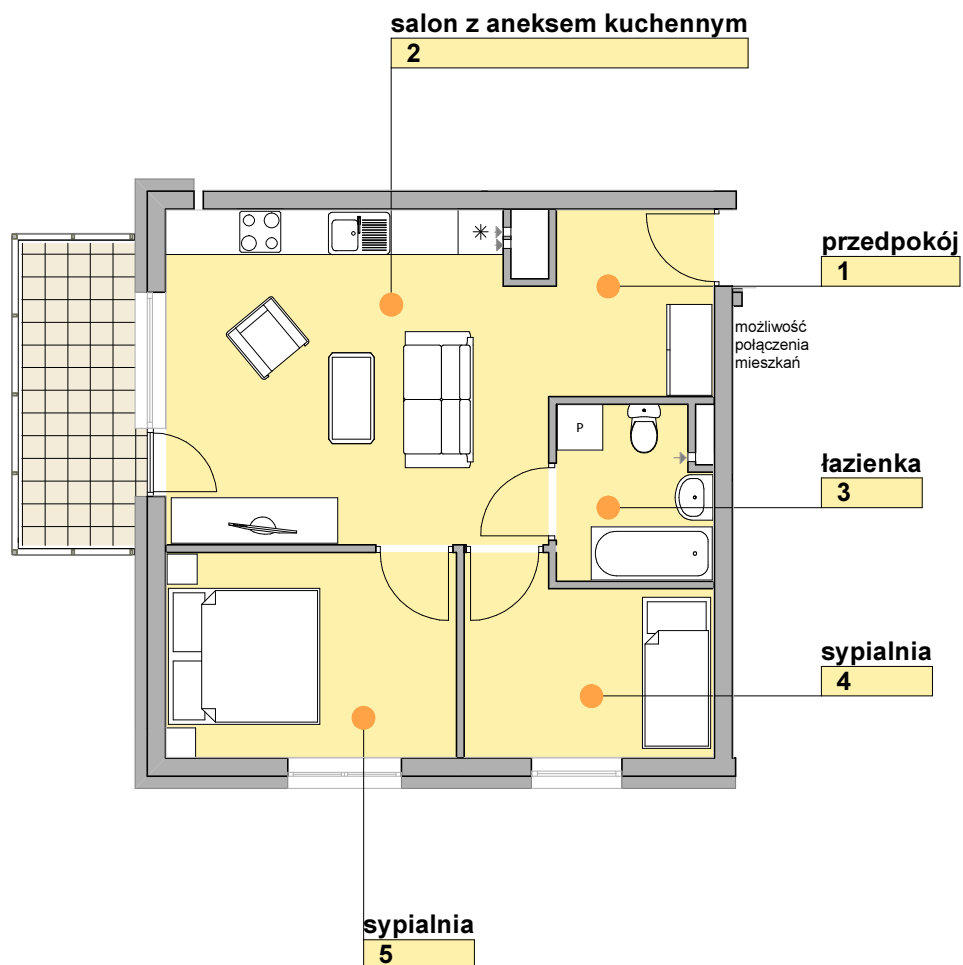 salon z aneksem kuchennym
2
przedpokój
1
możliwość
połączenia
mieszkań
P
łazienka
3
sypialnia
4
sypialnia
5